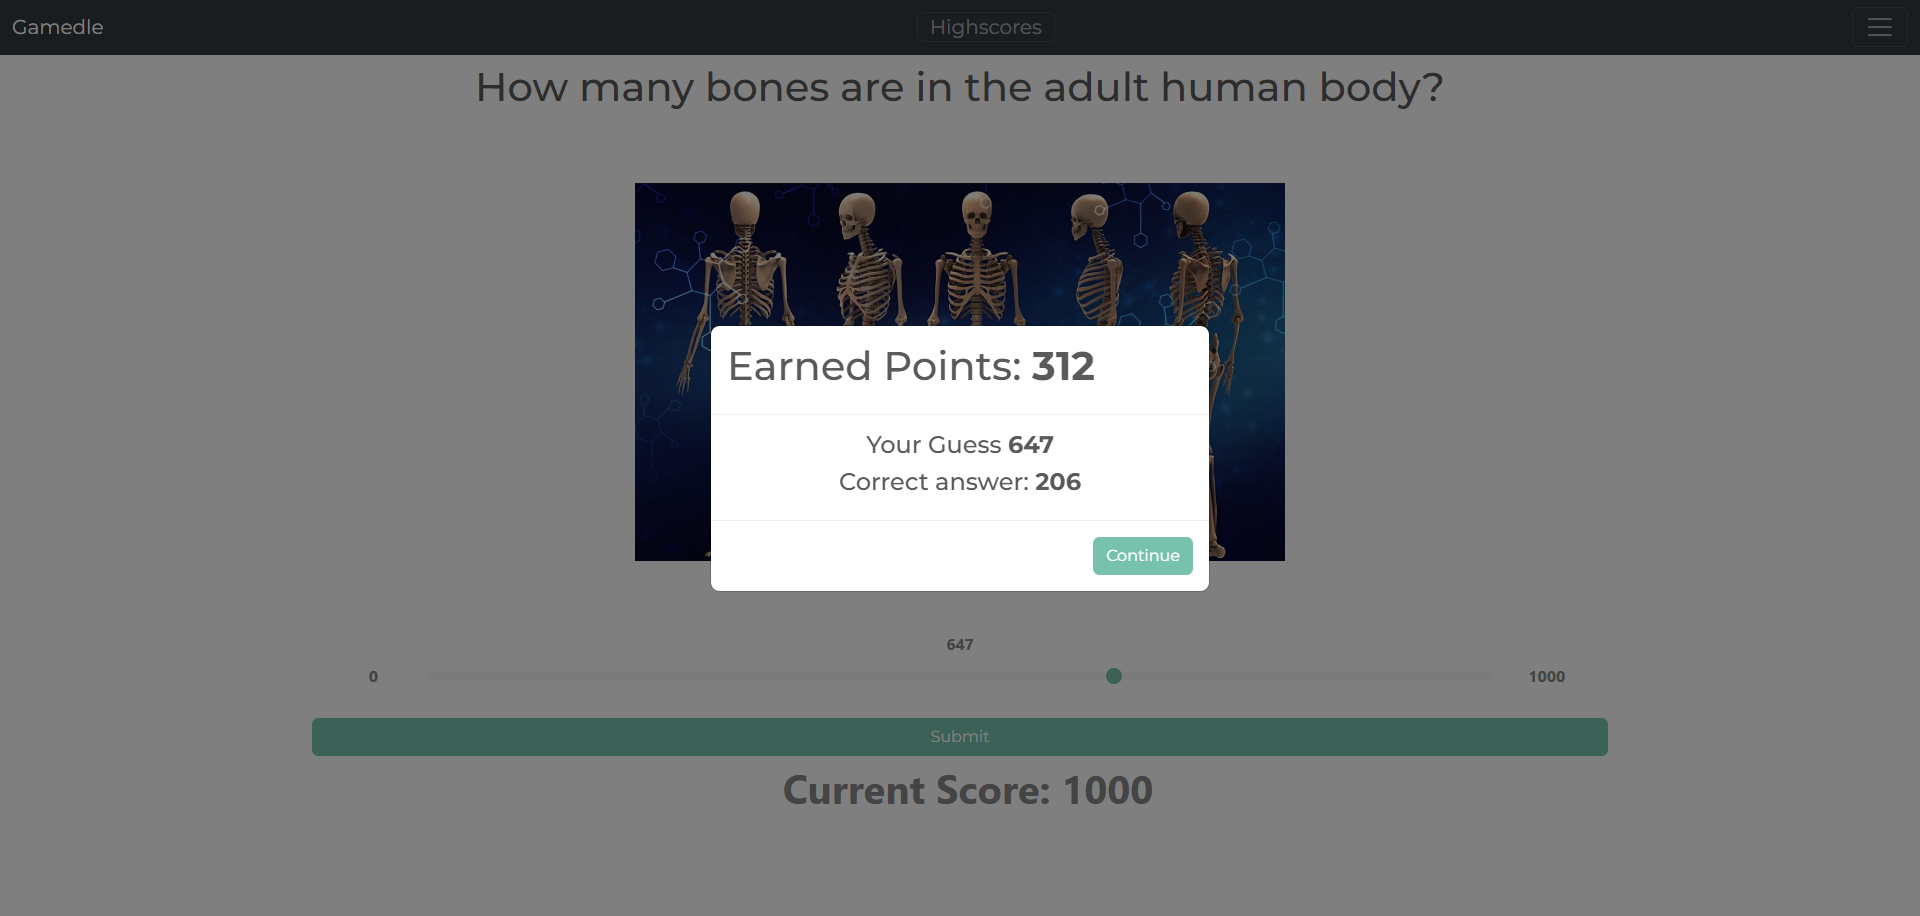 Gamedle
Highscores
How many bones are in the adult human body?
Earned Points: 312
Your Guess 647
Correct answer: 206
Continue
647
0
1000
Submit
Current Score: 1000